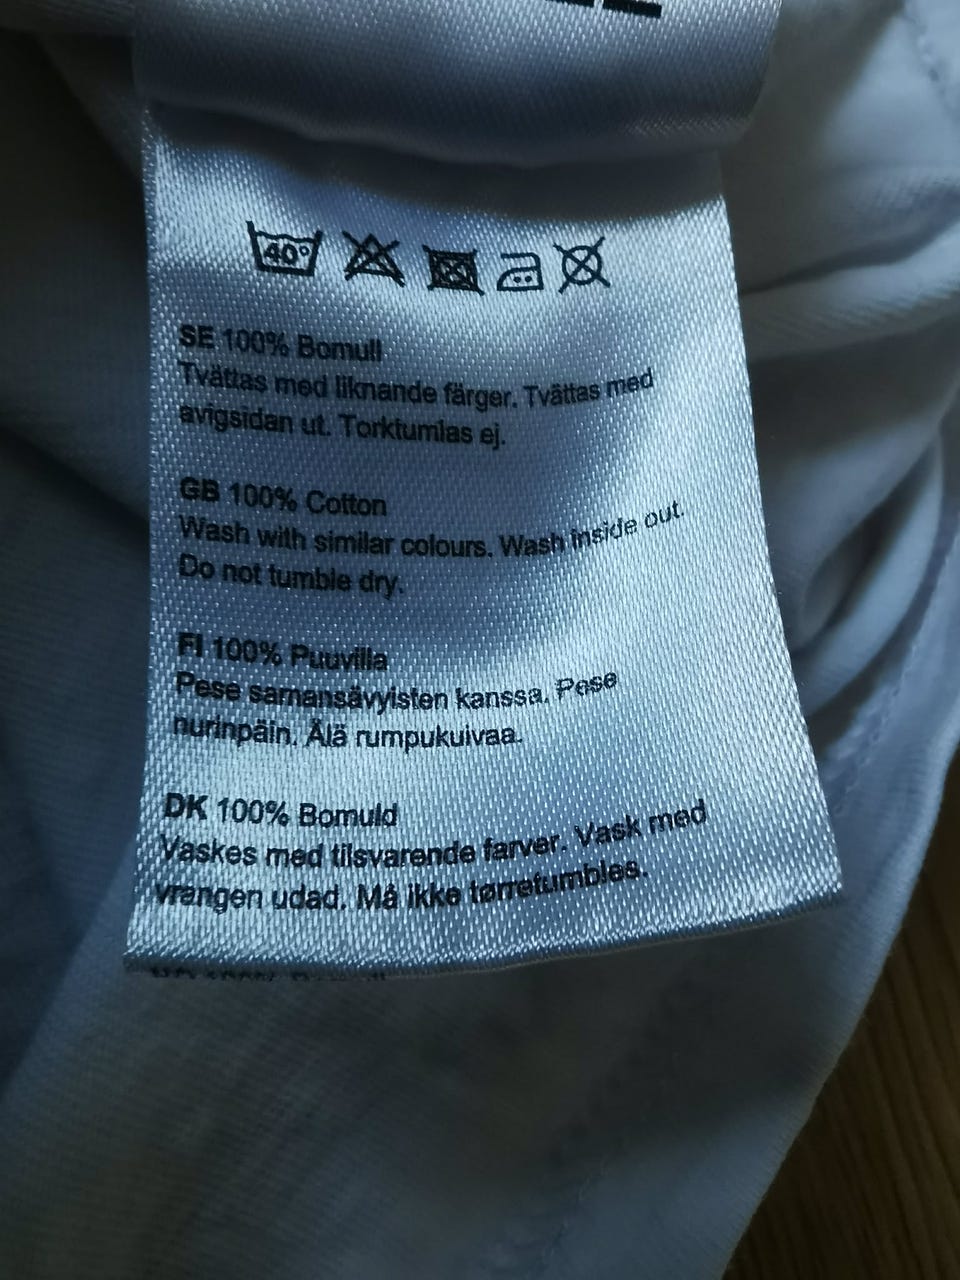 40°
SE 100% Bomull
Tvättas med liknande färger. Tvättas med
avigsidan ut. Torktumlas ej.
GB 100% Cotton
Wash with similar colours. Wash inside out.
Do not tumble dry.
FI 100% Puuvilla
Pese samansävyisten kanssa. Pese
nurinpäin. Älä rumpukuivaa.
DK 100% Bomuld
Vaskes med tilsvarende farver. Vask med
vrangen udad. Må ikke tørretumbles.